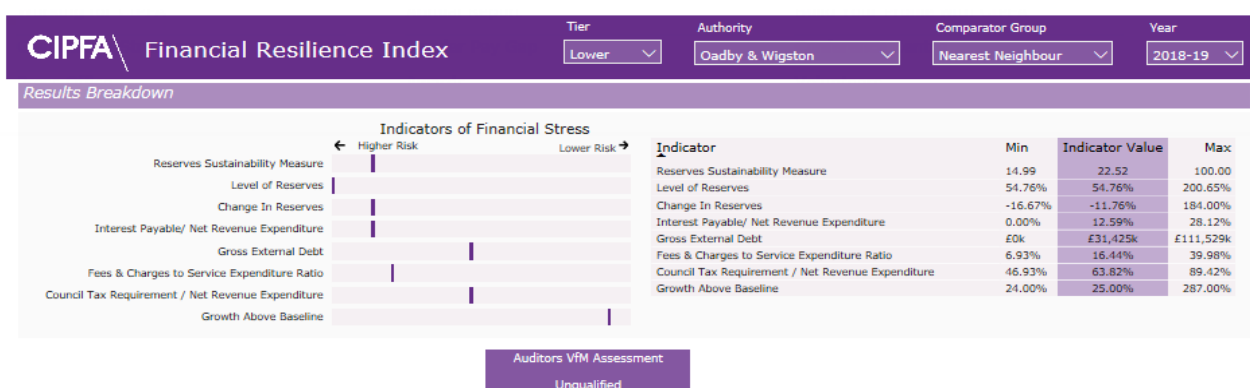 CIPFA\ Financial Resilience Index
Tier
Lower
Authority
Oadby & Wigston
Comparator Group
Nearest Neighbour
Year
2018-19
Results Breakdown
Indicators of Financial Stress
← Higher Risk Lower Risk →
Reserves Sustainability Measure
Level of Reserves
Change In Reserves
Interest Payable/ Net Revenue Expenditure
Gross External Debt
Fees & Charges to Service Expenditure Ratio
Council Tax Requirement / Net Revenue Expenditure
Growth Above Baseline
Indicator Min Indicator Value Max
Reserves Sustainability Measure 14.99 22.52 100.00
Level of Reserves 54.76% 54.76% 200.65%
Change In Reserves -16.67% -11.76% 184.00%
Interest Payable/ Net Revenue Expenditure 0.00% 12.59% 28.12%
Gross External Debt £0k £31,425k £111,529k
Fees & Charges to Service Expenditure Ratio 6.93% 16.44% 39.98%
Council Tax Requirement / Net Revenue Expenditure 46.93% 63.82% 89.42%
Growth Above Baseline 24.00% 25.00% 287.00%
Auditors VfM Assessment
Unqualified